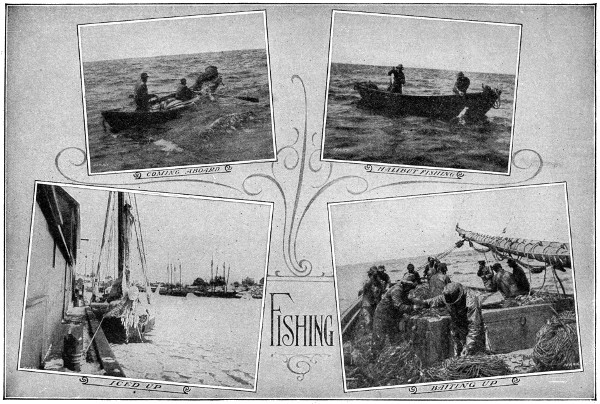 COMING ABOARD
HALIBUT FISHING
ICED UP
FISHING
BAITING UP